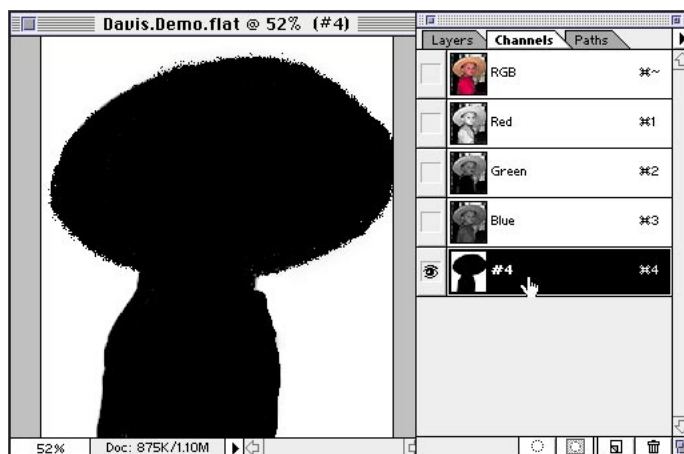 Davis.Demo.flat @ 52% (#4)
Layers Channels Paths
RGB ⌘~
Red ⌘1
Green ⌘2
Blue ⌘3
#4 ⌘4
52% Doc: 875K/1.10M